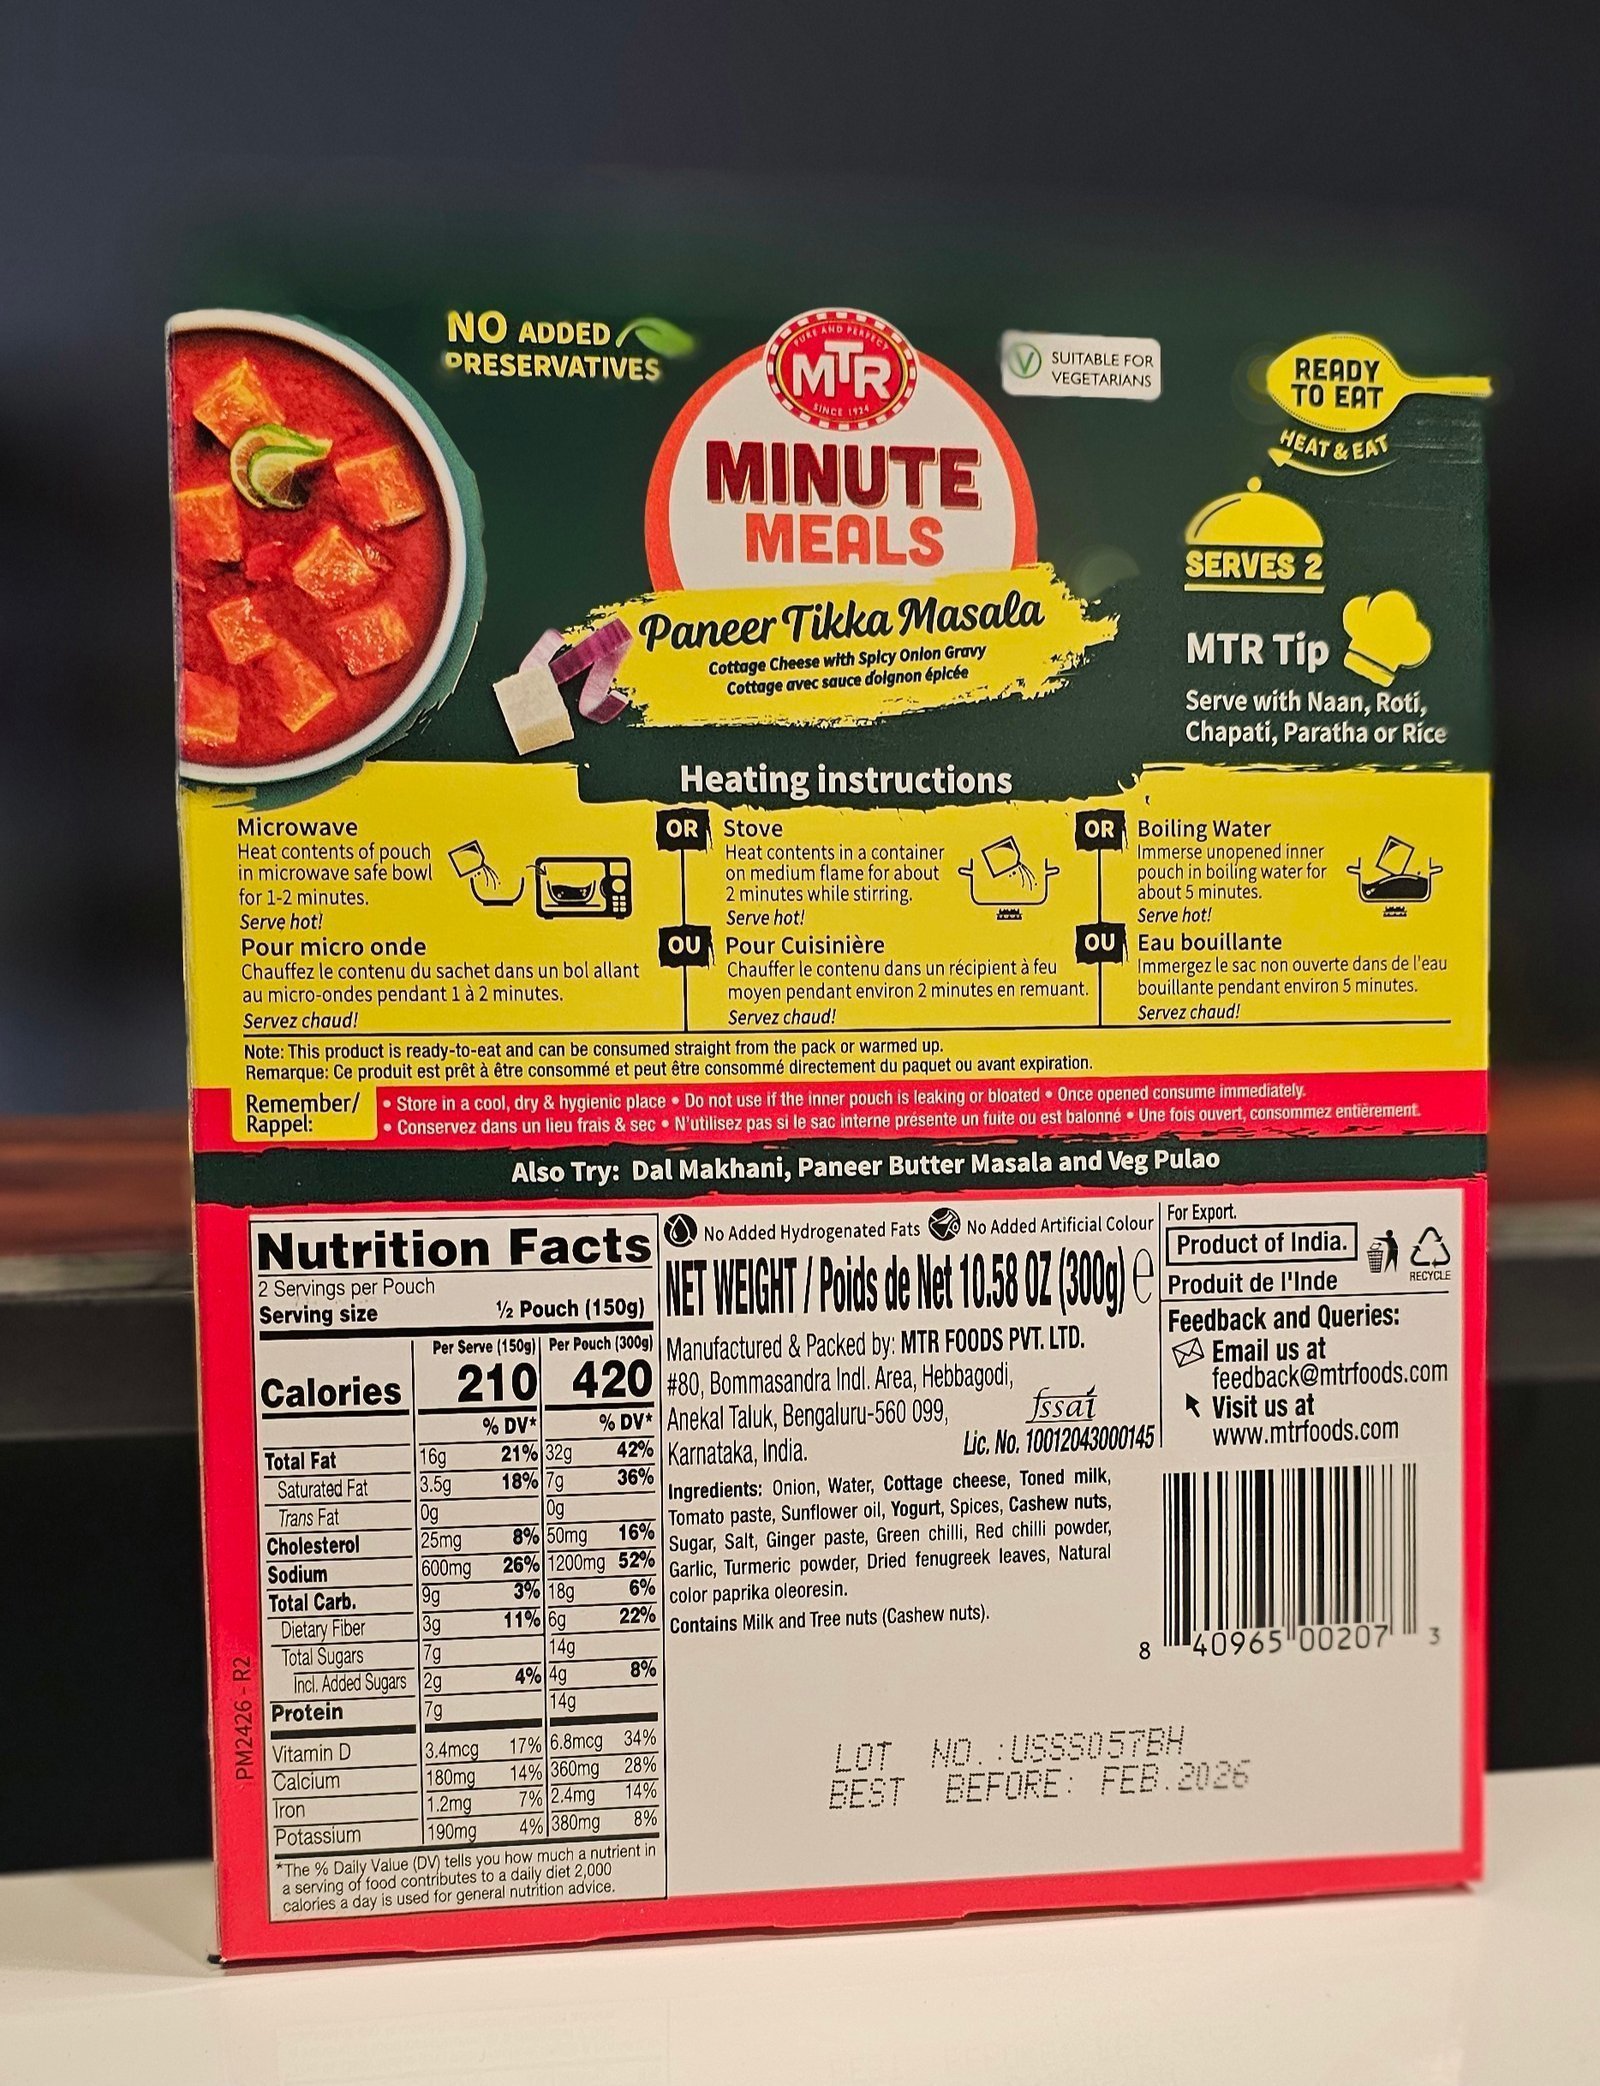 NO ADDED
PRESERVATIVES
PURE AND PERFECT
MTR
SINCE 1924
MINUTE
MEALS
SUITABLE FOR
VEGETARIANS
READY
TO EAT
HEAT & EAT
SERVES 2
Paneer Tikka Masala
Cottage Cheese with Spicy Onion Gravy
Cottage avec sauce d'oignon épicée
MTR Tip
Serve with Naan, Roti,
Chapati, Paratha or Rice
Heating instructions
Microwave
Heat contents of pouch
in microwave safe bowl
for 1-2 minutes.
Serve hot!
Pour micro onde
Chauffez le contenu du sachet dans un bol allant
au micro-ondes pendant 1 à 2 minutes.
Servez chaud!
OR
OU
Stove
Heat contents in a container
on medium flame for about
2 minutes while stirring.
Serve hot!
Pour Cuisinière
Chauffer le contenu dans un récipient à feu
moyen pendant environ 2 minutes en remuant.
Servez chaud!
OR
OU
Boiling Water
Immerse unopened inner
pouch in boiling water for
about 5 minutes.
Serve hot!
Eau bouillante
Immergez le sac non ouverte dans de l'eau
bouillante pendant environ 5 minutes.
Servez chaud!
Note: This product is ready-to-eat and can be consumed straight from the pack or warmed up.
Remarque: Ce produit est prêt à être consommé et peut être consommé directement du paquet ou avant expiration.
Remember/
Rappel:
• Store in a cool, dry & hygienic place • Do not use if the inner pouch is leaking or bloated • Once opened consume immediately.
• Conservez dans un lieu frais & sec • N'utilisez pas si le sac interne présente un fuite ou est balonné • Une fois ouvert, consommez entièrement.
Also Try: Dal Makhani, Paneer Butter Masala and Veg Pulao
Nutrition Facts
2 Servings per Pouch
Serving size ½ Pouch (150g)
Per Serve (150g) Per Pouch (300g)
Calories 210 420
% DV* % DV*
Total Fat 16g 21% 32g 42%
Saturated Fat 3.5g 18% 7g 36%
Trans Fat 0g 0g
Cholesterol 25mg 8% 50mg 16%
Sodium 600mg 26% 1200mg 52%
Total Carb. 9g 3% 18g 6%
Dietary Fiber 3g 11% 6g 22%
Total Sugars 7g 14g
Incl. Added Sugars 2g 4% 4g 8%
Protein 7g 14g
Vitamin D 3.4mcg 17% 6.8mcg 34%
Calcium 180mg 14% 360mg 28%
Iron 1.2mg 7% 2.4mg 14%
Potassium 190mg 4% 380mg 8%
*The % Daily Value (DV) tells you how much a nutrient in
a serving of food contributes to a daily diet 2,000
calories a day is used for general nutrition advice.
PM2426 - R2
No Added Hydrogenated Fats No Added Artificial Colour
NET WEIGHT / Poids de Net 10.58 OZ (300g) e
Manufactured & Packed by: MTR FOODS PVT. LTD.
#80, Bommasandra Indl. Area, Hebbagodi,
Anekal Taluk, Bengaluru-560 099,
Karnataka, India.
fssai
Lic. No. 10012043000145
Ingredients: Onion, Water, Cottage cheese, Toned milk,
Tomato paste, Sunflower oil, Yogurt, Spices, Cashew nuts,
Sugar, Salt, Ginger paste, Green chilli, Red chilli powder,
Garlic, Turmeric powder, Dried fenugreek leaves, Natural
color paprika oleoresin.
Contains Milk and Tree nuts (Cashew nuts).
For Export.
Product of India.
Produit de l'Inde
RECYCLE
Feedback and Queries:
Email us at
feedback@mtrfoods.com
Visit us at
www.mtrfoods.com
8 40965 00207 3
LOT NO. :USSS057BH
BEST BEFORE: FEB.2026